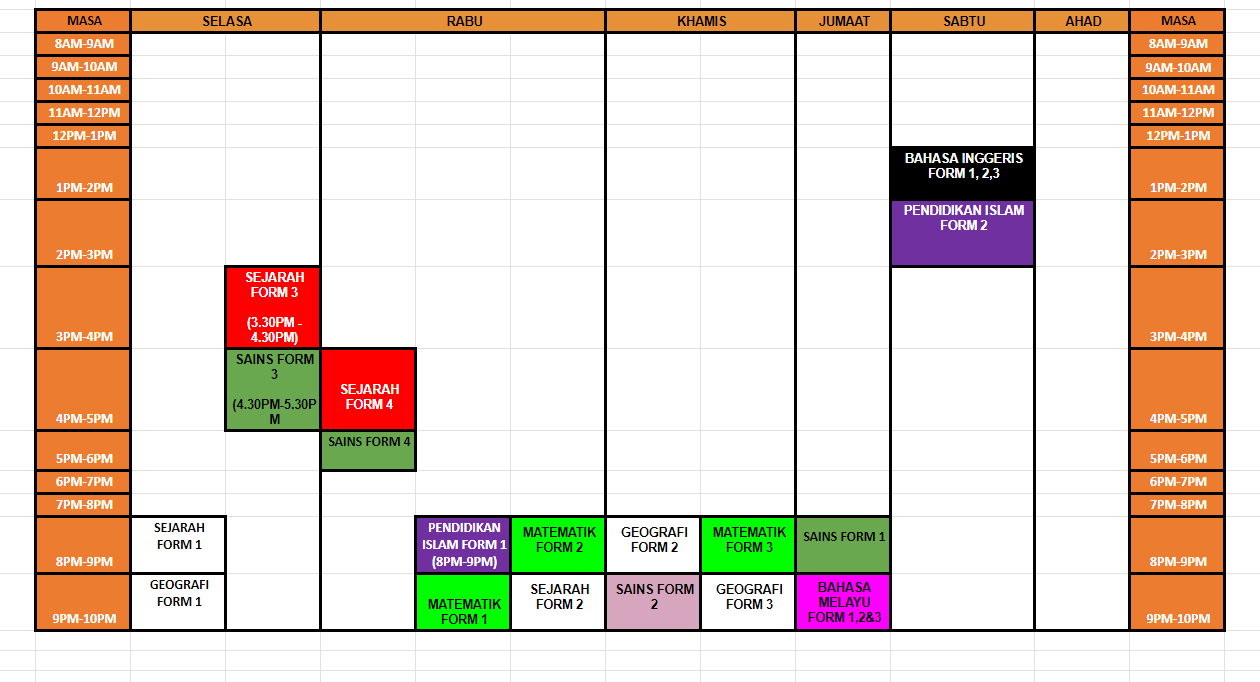 MASA SELASA RABU KHAMIS JUMAAT SABTU AHAD MASA
8AM-9AM 8AM-9AM
9AM-10AM 9AM-10AM
10AM-11AM 10AM-11AM
11AM-12PM 11AM-12PM
12PM-1PM 12PM-1PM
BAHASA INGGERIS
FORM 1, 2,3
1PM-2PM 1PM-2PM
PENDIDIKAN ISLAM
FORM 2
2PM-3PM 2PM-3PM
SEJARAH
FORM 3
(3.30PM -
4.30PM)
3PM-4PM 3PM-4PM
SAINS FORM
3
(4.30PM-5.30P
M
SEJARAH
FORM 4
4PM-5PM 4PM-5PM
SAINS FORM 4
5PM-6PM 5PM-6PM
6PM-7PM 6PM-7PM
7PM-8PM 7PM-8PM
SEJARAH
FORM 1
PENDIDIKAN
ISLAM FORM 1
(8PM-9PM)
MATEMATIK
FORM 2
GEOGRAFI
FORM 2
MATEMATIK
FORM 3
SAINS FORM 1
8PM-9PM 8PM-9PM
GEOGRAFI
FORM 1
MATEMATIK
FORM 1
SEJARAH
FORM 2
SAINS FORM
2
GEOGRAFI
FORM 3
BAHASA
MELAYU
FORM 1,2&3
9PM-10PM 9PM-10PM